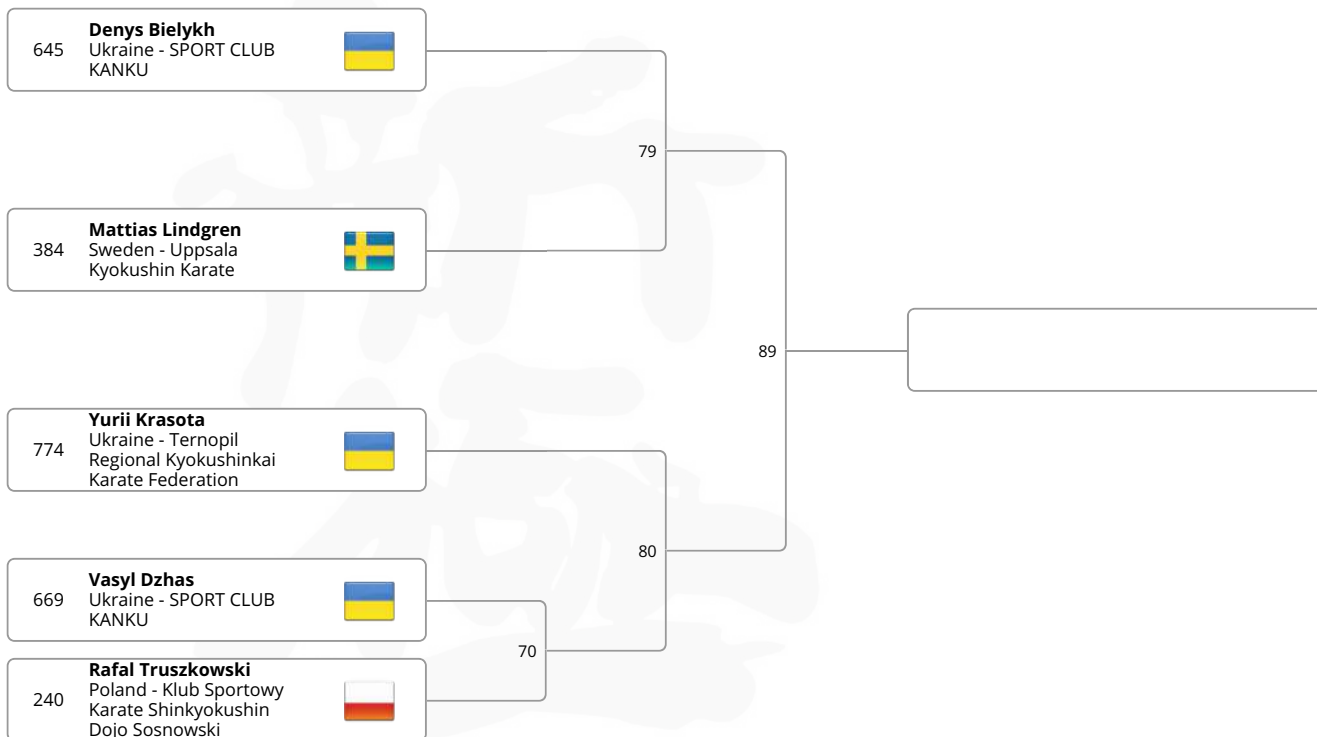 645
Denys Bielykh
Ukraine - SPORT CLUB
KANKU
79
384
Mattias Lindgren
Sweden - Uppsala
Kyokushin Karate
89
774
Yurii Krasota
Ukraine - Ternopil
Regional Kyokushinkai
Karate Federation
80
669
Vasyl Dzhas
Ukraine - SPORT CLUB
KANKU
70
240
Rafal Truszkowski
Poland - Klub Sportowy
Karate Shinkyokushin
Dojo Sosnowski